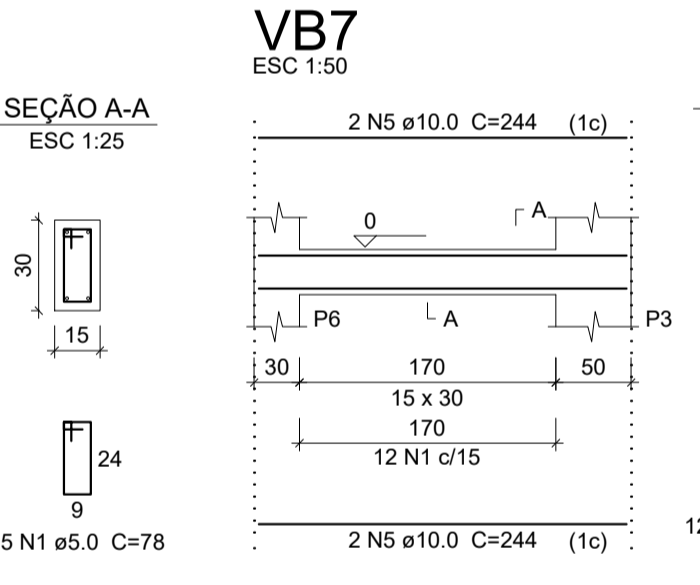 VB7
ESC 1:50
SEÇÃO A-A
ESC 1:25
2 N5 ø10.0 C=244 (1c)
0
A
30
15
P6
A
P3
30 170 50
15 x 30
170
12 N1 c/15
24
9
5 N1 ø5.0 C=78
2 N5 ø10.0 C=244 (1c)